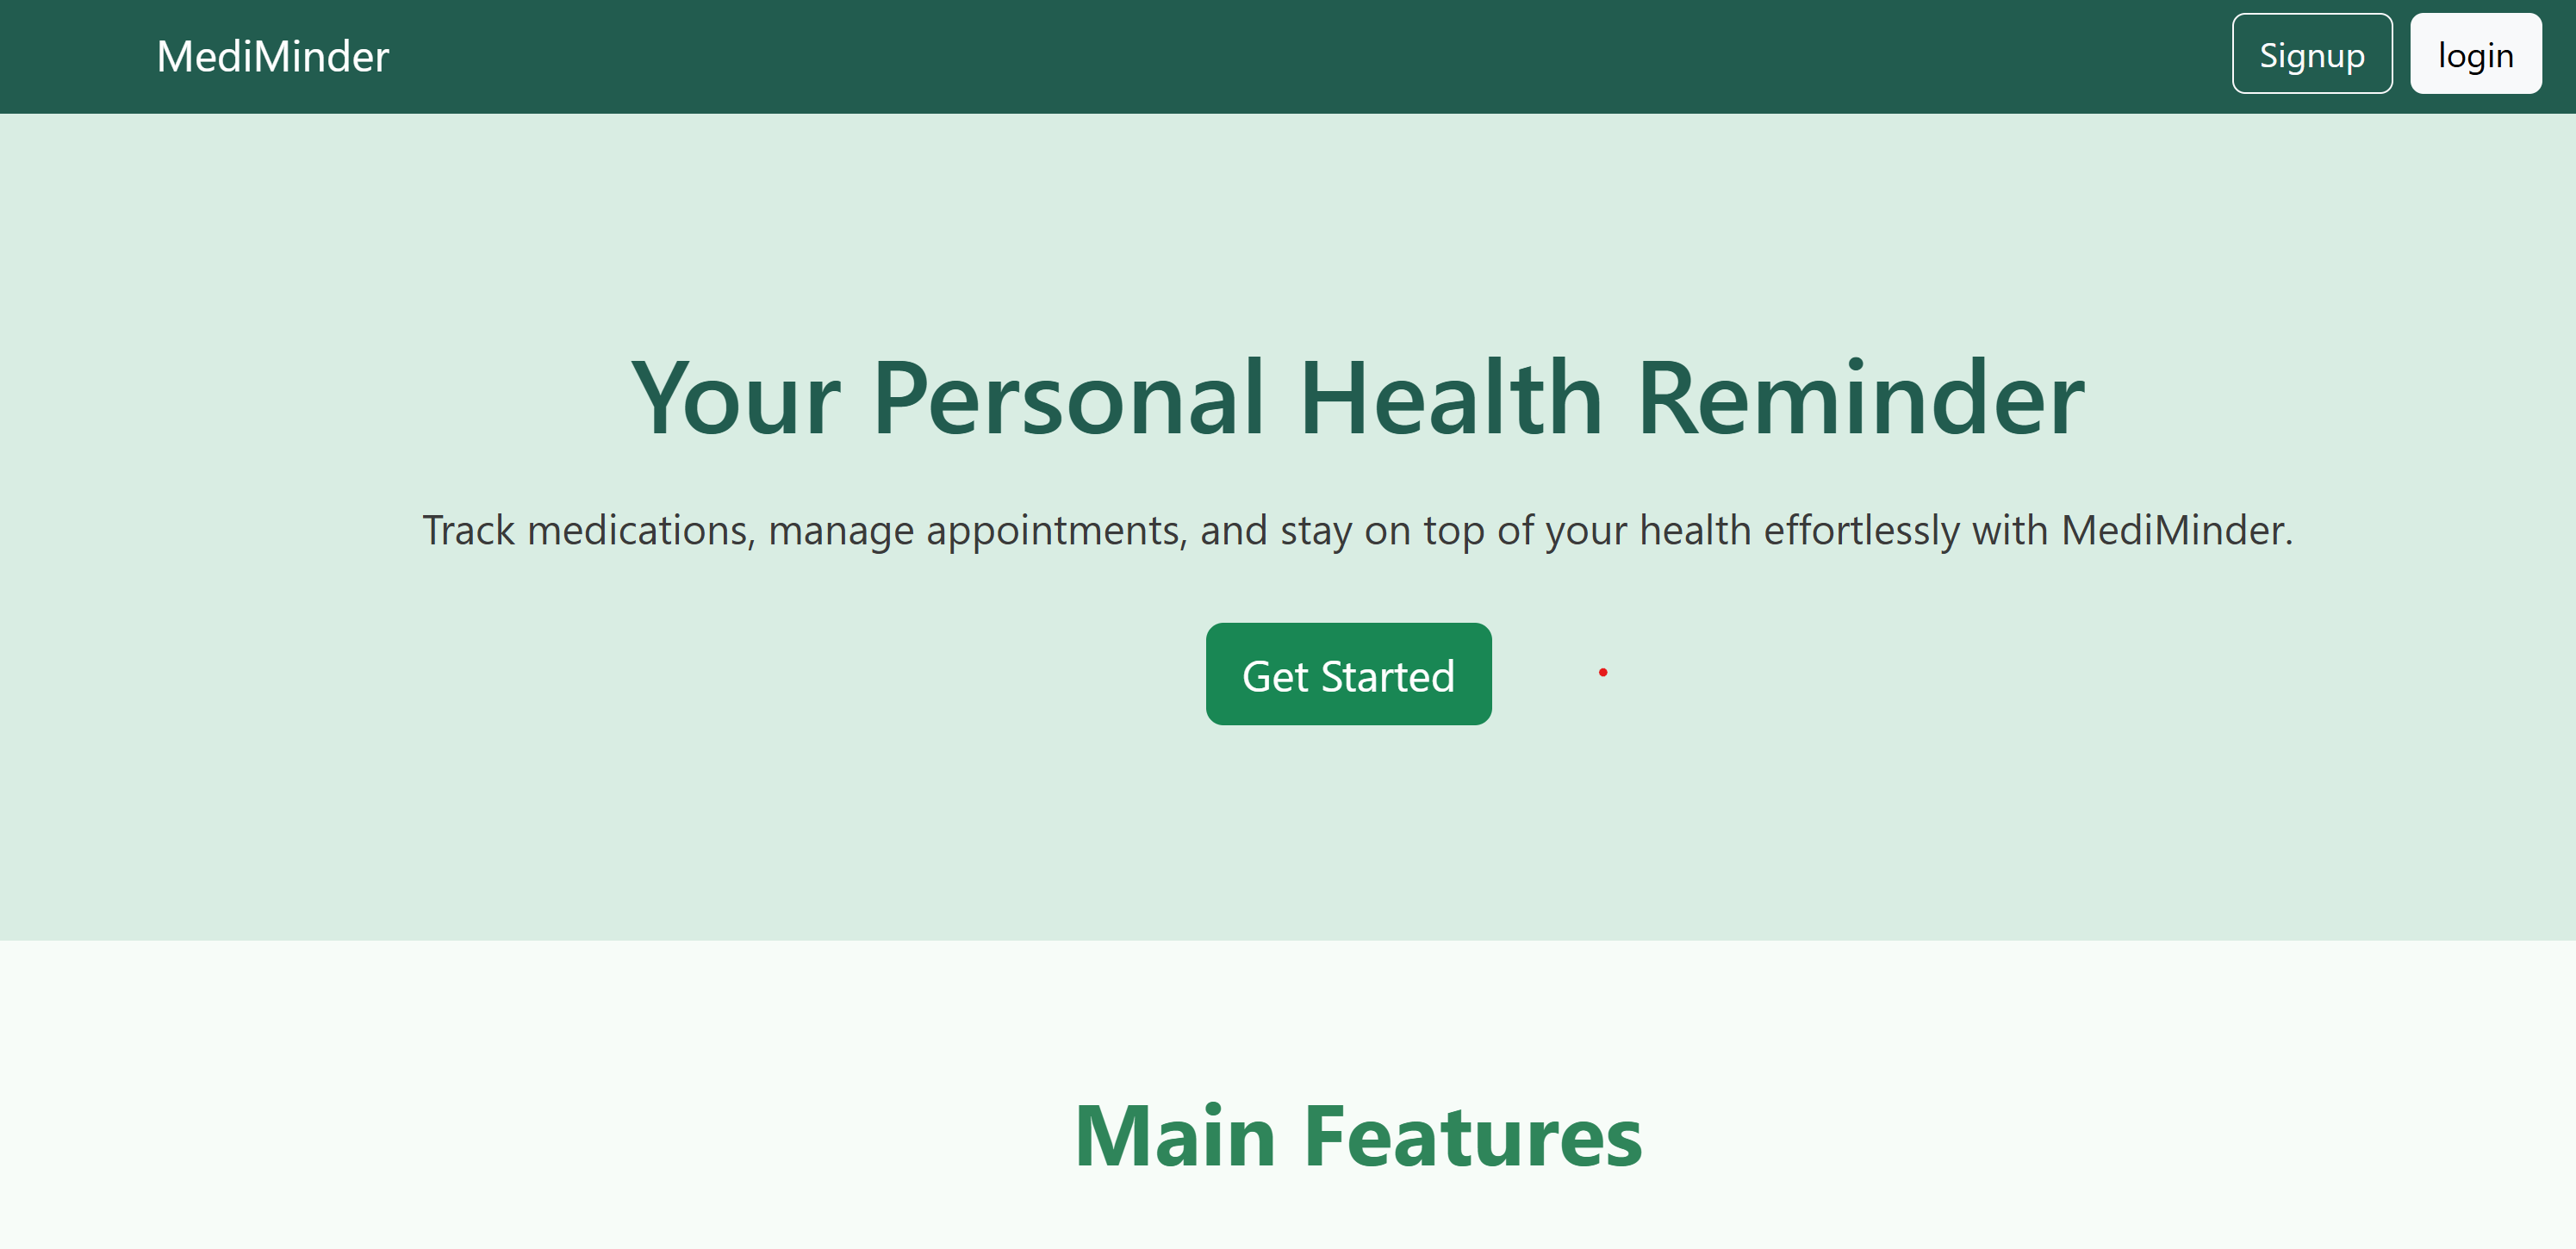 MediMinder
Signup
login
Your Personal Health Reminder
Track medications, manage appointments, and stay on top of your health effortlessly with MediMinder.
Get Started
Main Features